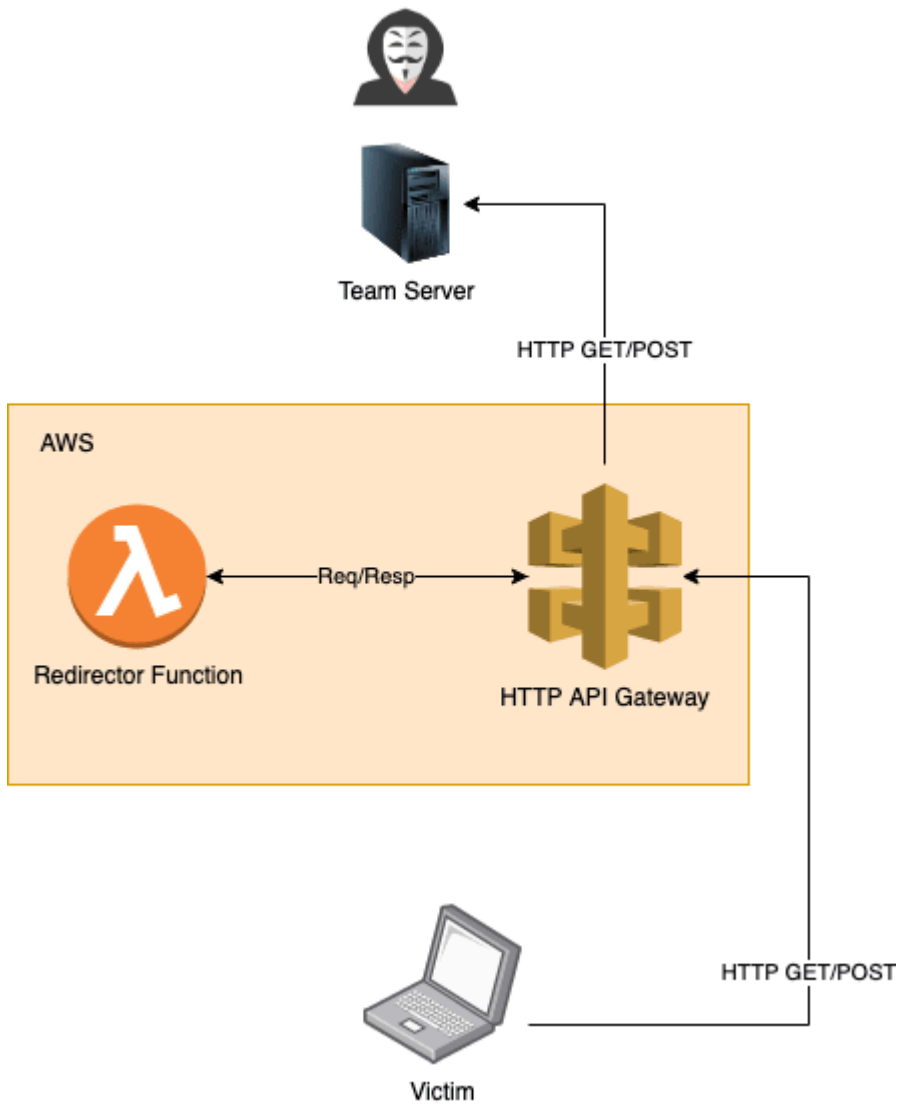 Team Server
HTTP GET/POST
AWS
Req/Resp
Redirector Function
HTTP API Gateway
HTTP GET/POST
Victim